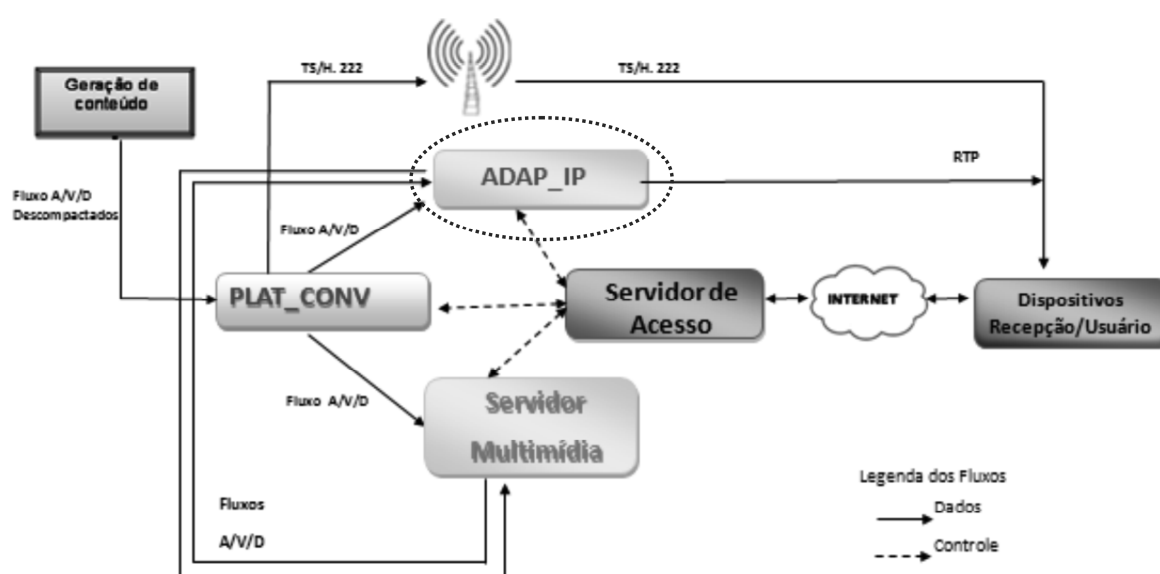 TS/H. 222
TS/H. 222
Geração de
conteúdo
ADAP_IP
RTP
Fluxo A/V/D
Descompactados
Fluxo A/V/D
PLAT_CONV
Servidor de
Acesso
INTERNET
Dispositivos
Recepção/Usuário
Fluxo A/V/D
Servidor
Multimídia
Legenda dos Fluxos
Dados
Controle
Fluxos
A/V/D